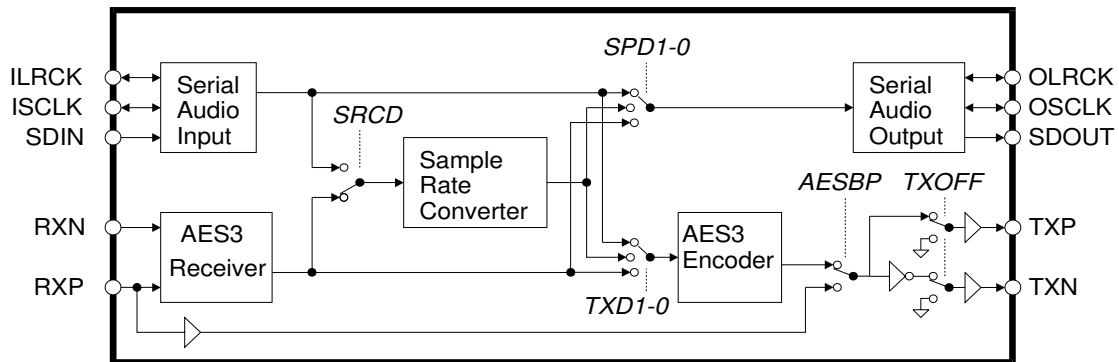 SPD1-0
ILRCK
ISCLK
SDIN
Serial
Audio
Input
SRCD
Sample
Rate
Converter
Serial
Audio
Output
OLRCK
OSCLK
SDOUT
RXN
RXP
AES3
Receiver
AES3
Encoder
TXD1-0
AESBP
TXOFF
TXP
TXN